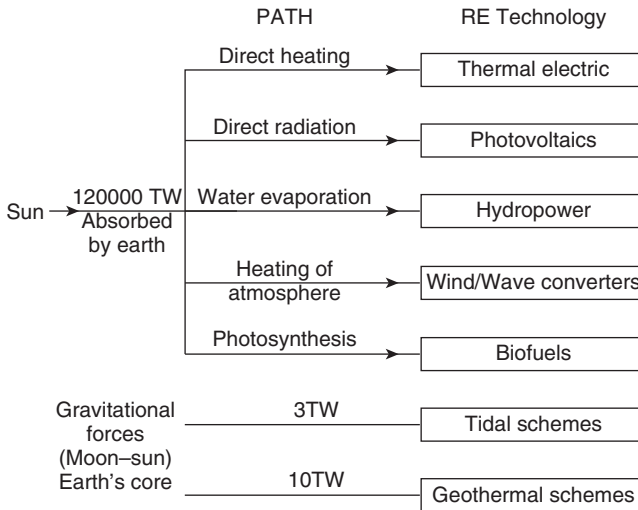 PATH RE Technology
Direct heating
Thermal electric
Direct radiation
Photovoltaics
Sun
120000 TW
Absorbed
by earth
Water evaporation
Hydropower
Heating of
atmosphere
Wind/Wave converters
Photosynthesis
Biofuels
Gravitational
forces
(Moon–sun)
Earth's core
3TW
Tidal schemes
10TW
Geothermal schemes